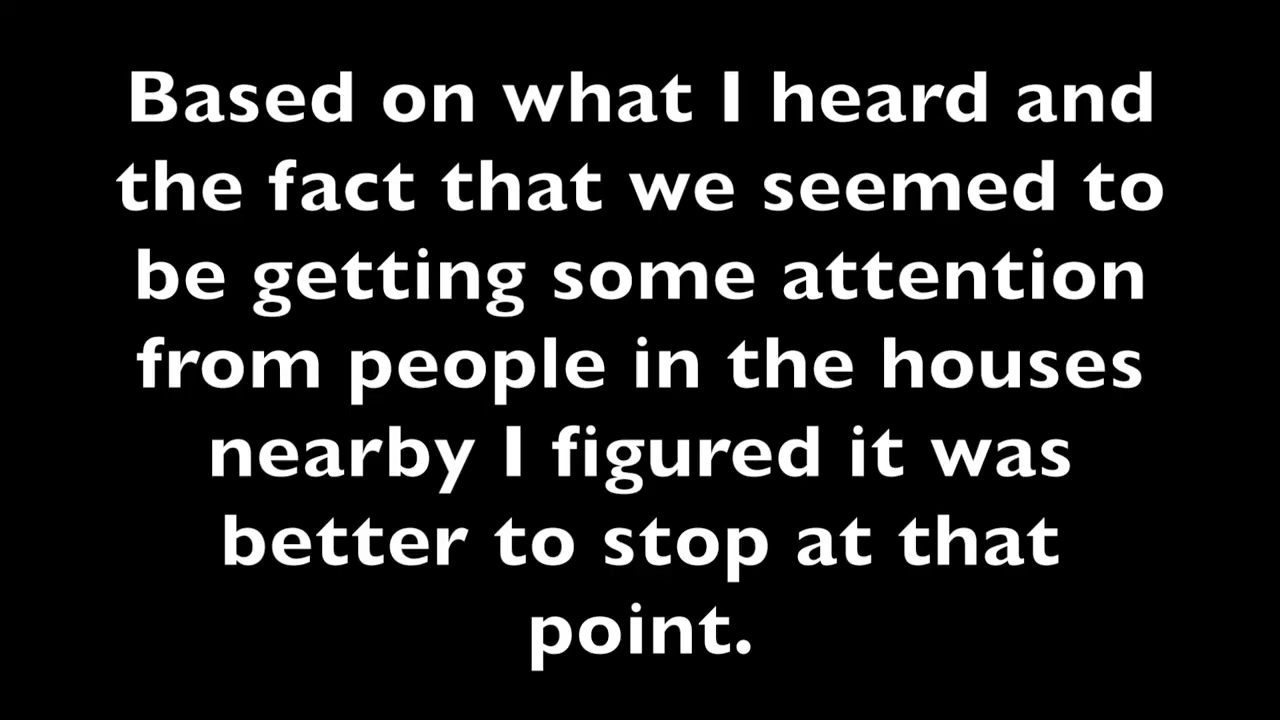 Based on what I heard and
the fact that we seemed to
be getting some attention
from people in the houses
nearby I figured it was
better to stop at that
point.